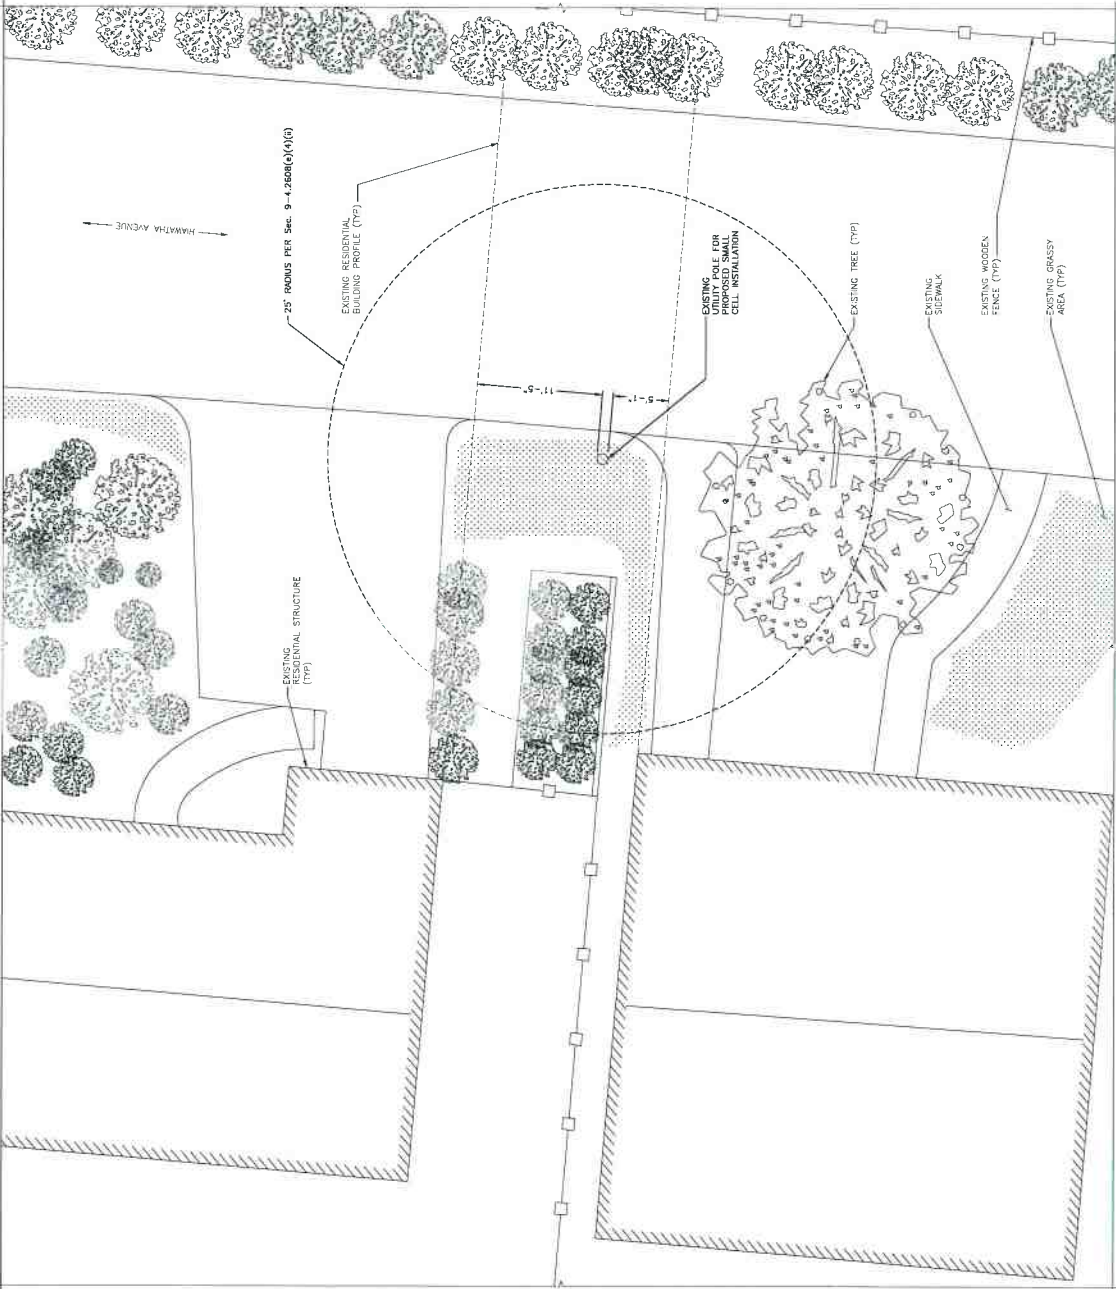 HIAWATHA AVENUE
25' RADIUS PER Sec. 9-4.2608(e)(4)(ii)
EXISTING RESIDENTIAL
BUILDING PROFILE (TYP)
11'-5"
5'-1"
EXISTING
UTILITY POLE FOR
PROPOSED SMALL
CELL INSTALLATION
EXISTING TREE (TYP)
EXISTING
SIDEWALK
EXISTING WOODEN
FENCE (TYP)
EXISTING GRASSY
AREA (TYP)
EXISTING
RESIDENTIAL STRUCTURE
(TYP)